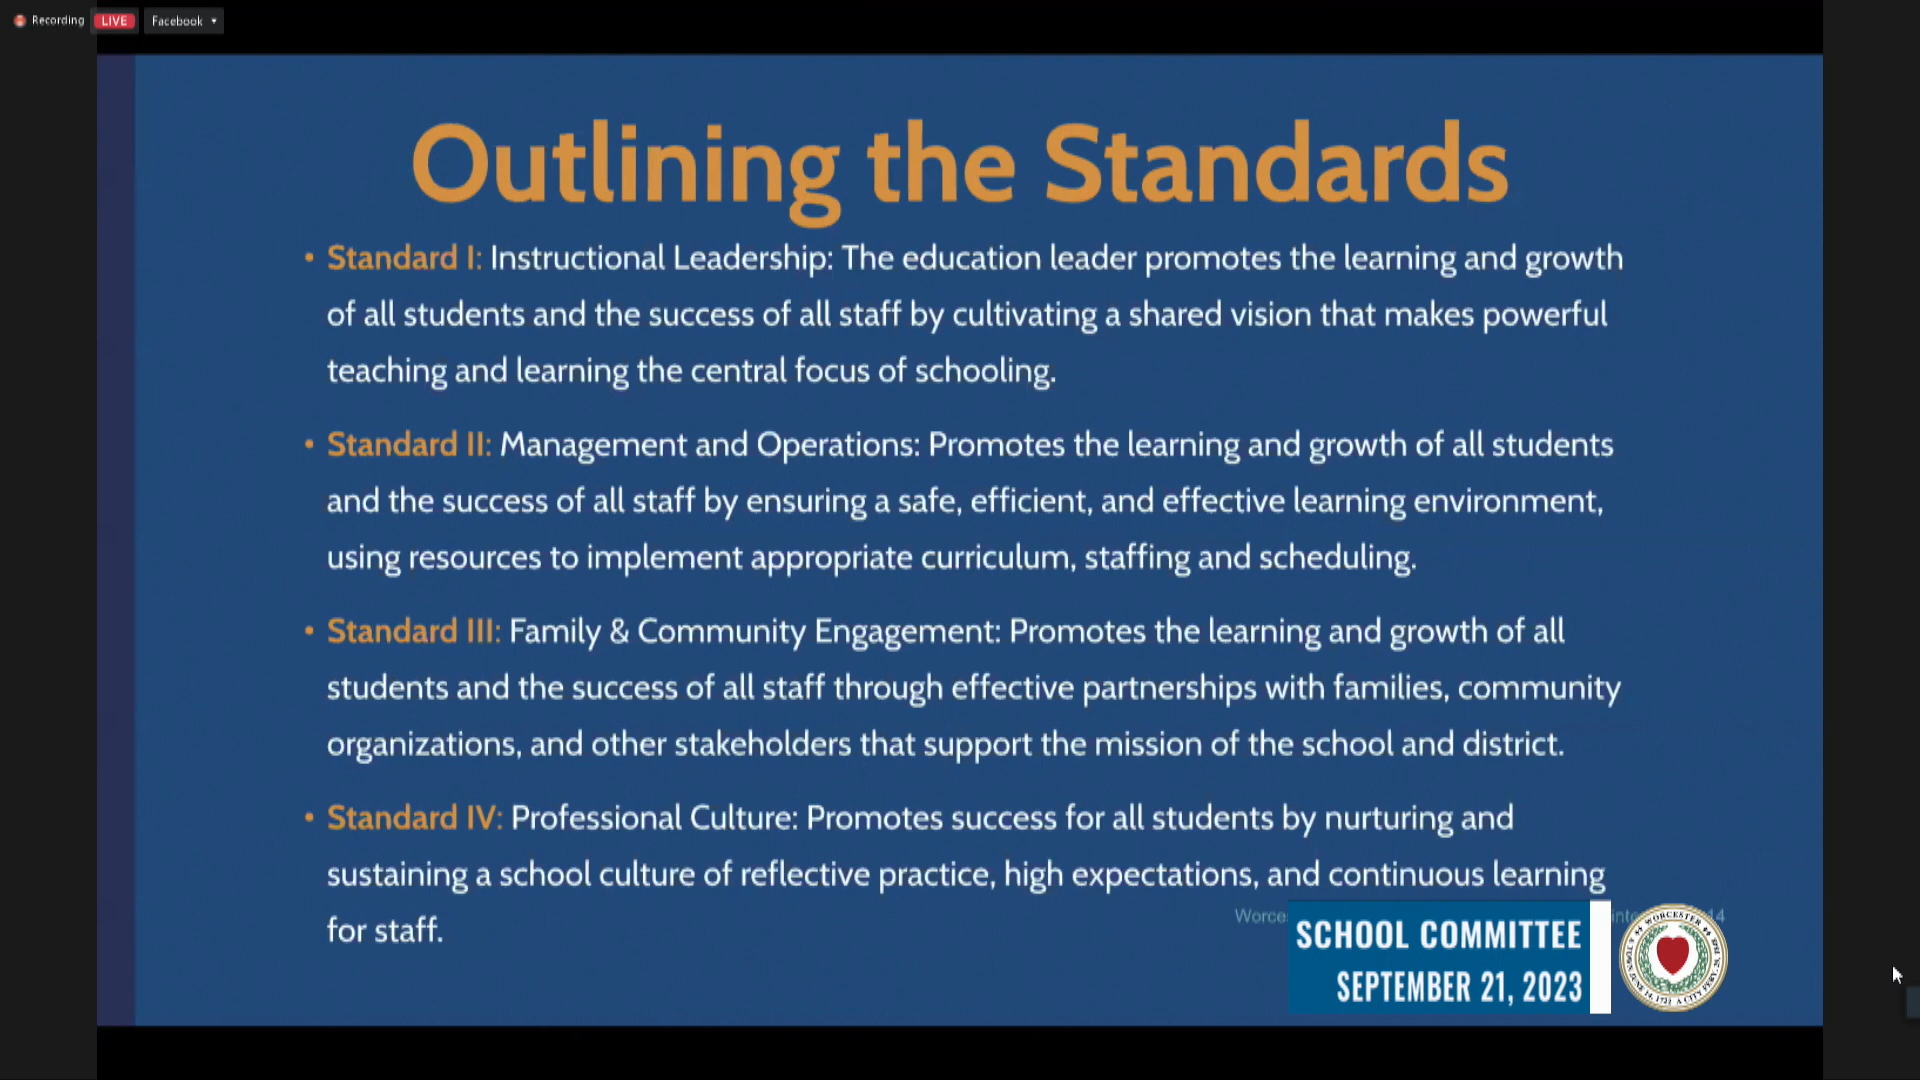 Recording LIVE Facebook
Outlining the Standards
• Standard I: Instructional Leadership: The education leader promotes the learning and growth
of all students and the success of all staff by cultivating a shared vision that makes powerful
teaching and learning the central focus of schooling.
• Standard II: Management and Operations: Promotes the learning and growth of all students
and the success of all staff by ensuring a safe, efficient, and effective learning environment,
using resources to implement appropriate curriculum, staffing and scheduling.
• Standard III: Family & Community Engagement: Promotes the learning and growth of all
students and the success of all staff through effective partnerships with families, community
organizations, and other stakeholders that support the mission of the school and district.
• Standard IV: Professional Culture: Promotes success for all students by nurturing and
sustaining a school culture of reflective practice, high expectations, and continuous learning
for staff.
SCHOOL COMMITTEE
SEPTEMBER 21, 2023
WORCESTER